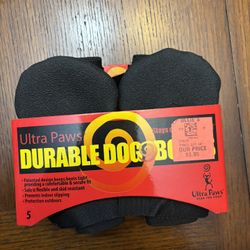 Ultra Paws
DURABLE DOG BO
• Patented design keeps boots tight
providing a comfortable & secure fit
• Sole is flexible and skid resistant
• Prevents indoor slipping
• Protection outdoors
OUR PRICE
Ultra Paws
5